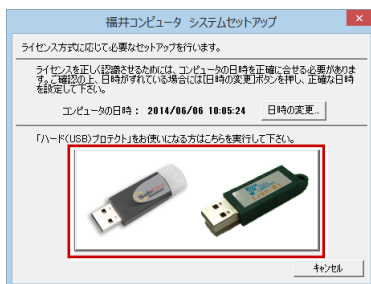 福井コンピュータ システムセットアップ
ライセンス方式に応じて必要なセットアップを行います。
ライセンスを正しく認識させるためには、コンピュータの日時を正確に合せる必要がありま
す。ご確認の上、日時がずれている場合には[日時の変更]ボタンを押し、正確な日時
を設定して下さい。
コンピュータの日時： 2014/06/06 10:05:24 日時の変更...
「ハード(USB)プロテクト」をお使いになる方はこちらを実行して下さい。
キャンセル